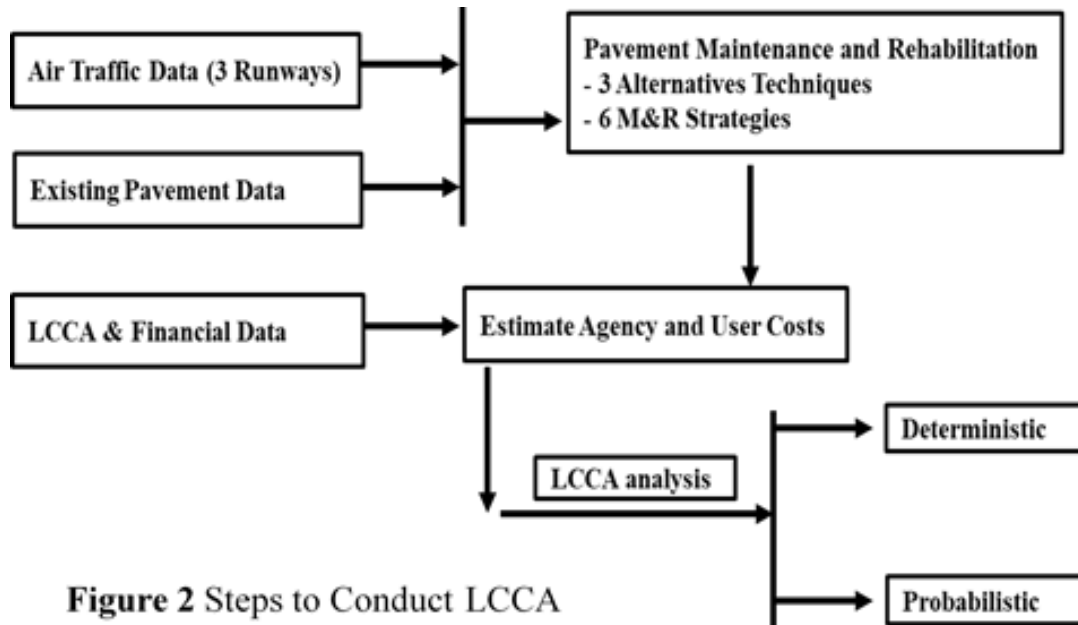 Air Traffic Data (3 Runways)
Pavement Maintenance and Rehabilitation
- 3 Alternatives Techniques
- 6 M&R Strategies
Existing Pavement Data
LCCA & Financial Data
Estimate Agency and User Costs
Deterministic
LCCA analysis
Probabilistic
Figure 2 Steps to Conduct LCCA